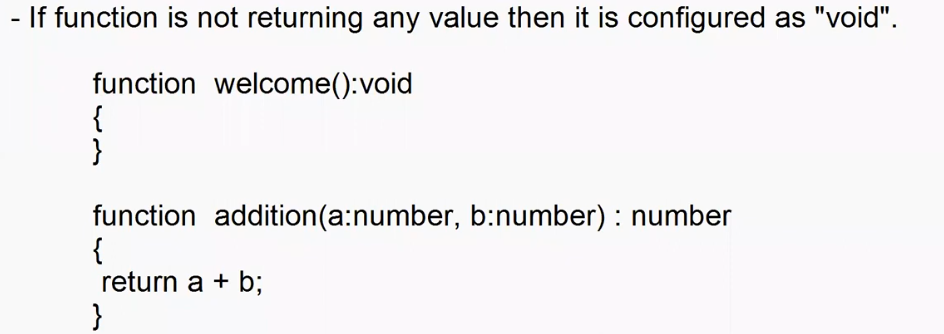 - If function is not returning any value then it is configured as "void".
function welcome():void
{
}
function addition(a:number, b:number) : number
{
return a + b;
}